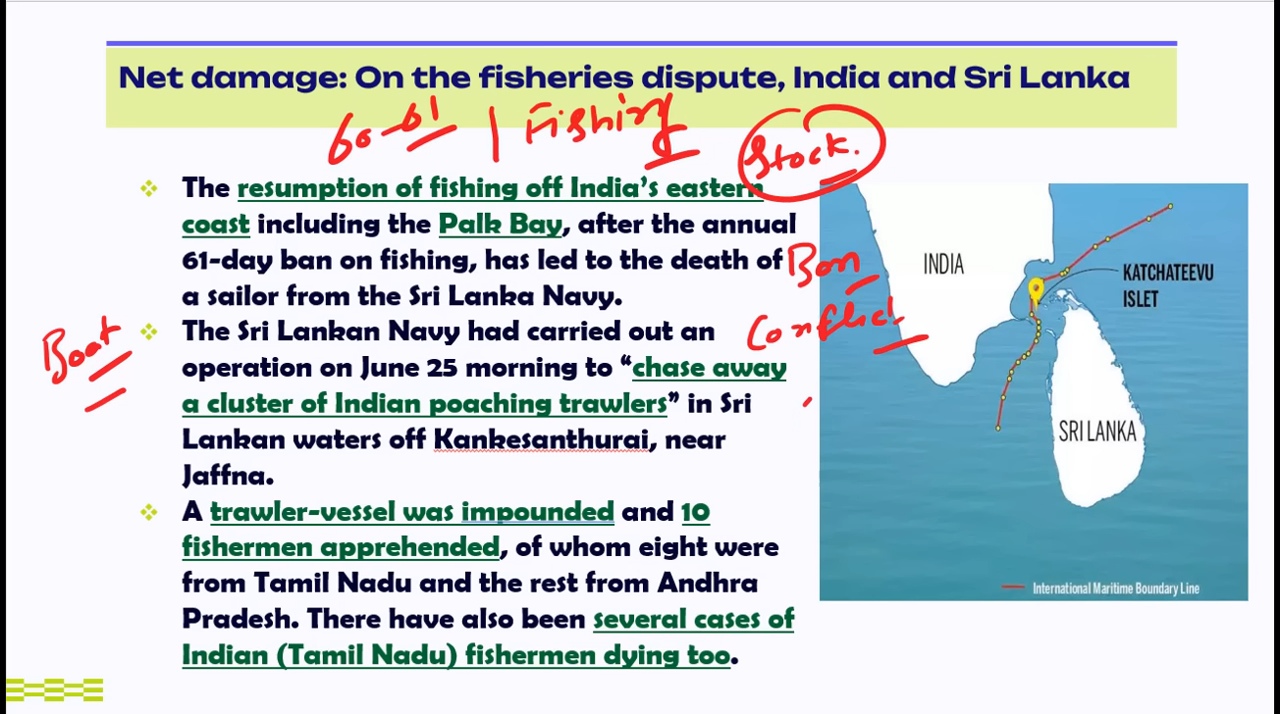 Net damage: On the fisheries dispute, India and Sri Lanka
60-61 | Fishing
Stock.
The resumption of fishing off India's eastern
coast including the Palk Bay, after the annual
61-day ban on fishing, has led to the death of
a sailor from the Sri Lanka Navy.
Ban
Conflict
Boat
The Sri Lankan Navy had carried out an
operation on June 25 morning to “chase away
a cluster of Indian poaching trawlers” in Sri
Lankan waters off Kankesanthurai, near
Jaffna.
A trawler-vessel was impounded and 10
fishermen apprehended, of whom eight were
from Tamil Nadu and the rest from Andhra
Pradesh. There have also been several cases of
Indian (Tamil Nadu) fishermen dying too.
INDIA
KATCHATEEVU
ISLET
SRI LANKA
International Maritime Boundary Line